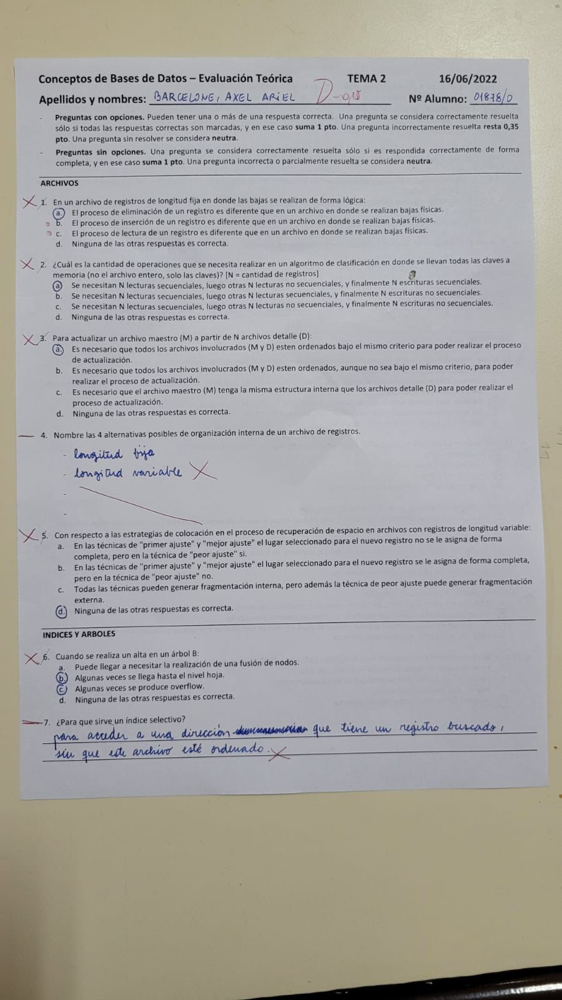 Conceptos de Bases de Datos – Evaluación Teórica TEMA 2 16/06/2022
Apellidos y nombres: BARCELONE, AXEL ARIEL D -0,15 Nº Alumno: 01878/0
- Preguntas con opciones. Pueden tener una o más de una respuesta correcta. Una pregunta se considera correctamente resuelta
sólo si todas las respuestas correctas son marcadas, y en ese caso suma 1 pto. Una pregunta incorrectamente resuelta resta 0,35
pto. Una pregunta sin resolver se considera neutra.
- Preguntas sin opciones. Una pregunta se considera correctamente resuelta sólo si es respondida correctamente de forma
completa, y en ese caso suma 1 pto. Una pregunta incorrecta o parcialmente resuelta se considera neutra.
ARCHIVOS
1. En un archivo de registros de longitud fija en donde las bajas se realizan de forma lógica:
a. El proceso de eliminación de un registro es diferente que en un archivo en donde se realizan bajas físicas.
b. El proceso de inserción de un registro es diferente que en un archivo en donde se realizan bajas físicas.
c. El proceso de lectura de un registro es diferente que en un archivo en donde se realizan bajas físicas.
d. Ninguna de las otras respuestas es correcta.
2. ¿Cuál es la cantidad de operaciones que se necesita realizar en un algoritmo de clasificación en donde se llevan todas las claves a
memoria (no el archivo entero, solo las claves)? [N = cantidad de registros]
a. Se necesitan N lecturas secuenciales, luego otras N lecturas no secuenciales, y finalmente N escrituras secuenciales.
b. Se necesitan N lecturas secuenciales, luego otras N lecturas secuenciales, y finalmente N escrituras no secuenciales.
c. Se necesitan N lecturas secuenciales, luego otras N lecturas no secuenciales, y finalmente N escrituras no secuenciales.
d. Ninguna de las otras respuestas es correcta.
3. Para actualizar un archivo maestro (M) a partir de N archivos detalle (D):
a. Es necesario que todos los archivos involucrados (M y D) esten ordenados bajo el mismo criterio para poder realizar el proceso
de actualización.
b. Es necesario que todos los archivos involucrados (M y D) esten ordenados, aunque no sea bajo el mismo criterio, para poder
realizar el proceso de actualización.
c. Es necesario que el archivo maestro (M) tenga la misma estructura interna que los archivos detalle (D) para poder realizar el
proceso de actualización.
d. Ninguna de las otras respuestas es correcta.
4. Nombre las 4 alternativas posibles de organización interna de un archivo de registros.
- longitud fija
- longitud variable
-
-
5. Con respecto a las estrategias de colocación en el proceso de recuperación de espacio en archivos con registros de longitud variable:
a. En las técnicas de "primer ajuste" y "mejor ajuste" el lugar seleccionado para el nuevo registro no se le asigna de forma
completa, pero en la técnica de "peor ajuste" si.
b. En las técnicas de "primer ajuste" y "mejor ajuste" el lugar seleccionado para el nuevo registro se le asigna de forma completa,
pero en la técnica de "peor ajuste" no.
c. Todas las técnicas pueden generar fragmentación interna, pero además la técnica de peor ajuste puede generar fragmentación
externa.
d. Ninguna de las otras respuestas es correcta.
INDICES Y ARBOLES
6. Cuando se realiza un alta en un árbol B:
a. Puede llegar a necesitar la realización de una fusión de nodos.
b. Algunas veces se llega hasta el nivel hoja.
c. Algunas veces se produce overflow.
d. Ninguna de las otras respuestas es correcta.
7. ¿Para que sirve un índice selectivo?
para acceder a una dirección que tiene un registro buscado,
sin que este archivo esté ordenado.